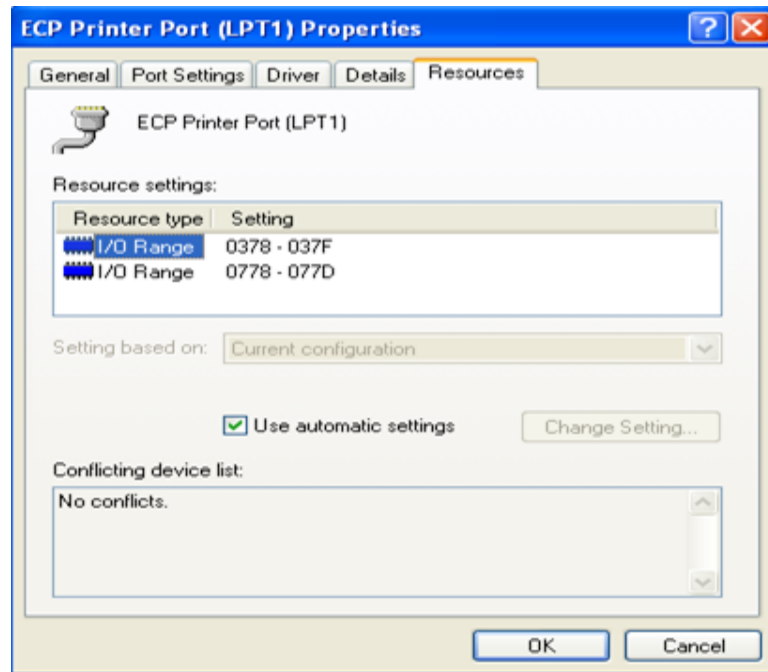 ECP Printer Port (LPT1) Properties
General Port Settings Driver Details Resources
ECP Printer Port (LPT1)
Resource settings:
Resource type Setting
I/O Range 0378 - 037F
I/O Range 0778 - 077D
Setting based on: Current configuration
Use automatic settings Change Setting...
Conflicting device list:
No conflicts.
OK Cancel